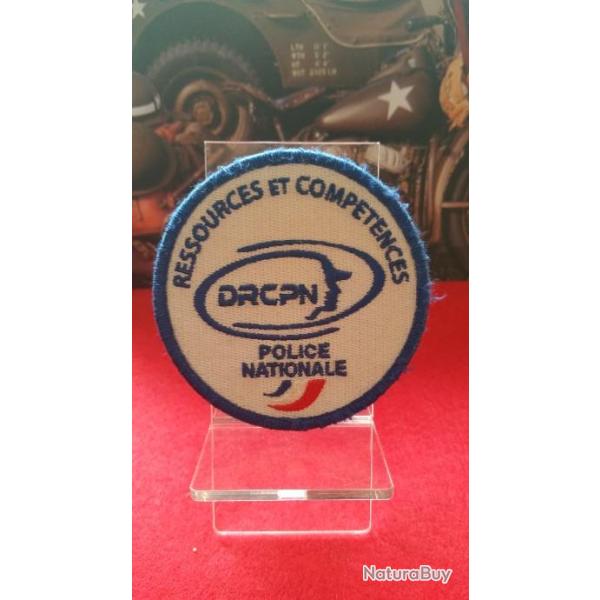 RESSOURCES ET COMPETENCES
DRCPN
POLICE
NATIONALE
NaturaBuy